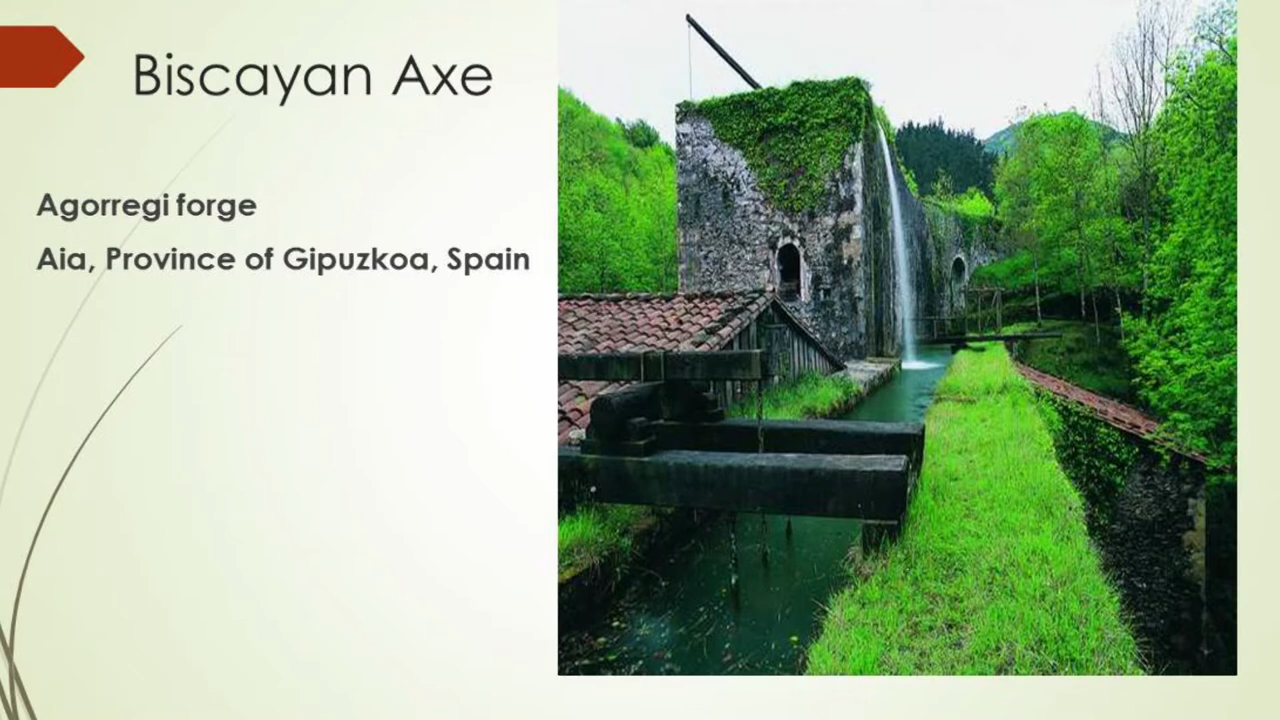 Biscayan Axe
Agorregi forge
Aia, Province of Gipuzkoa, Spain